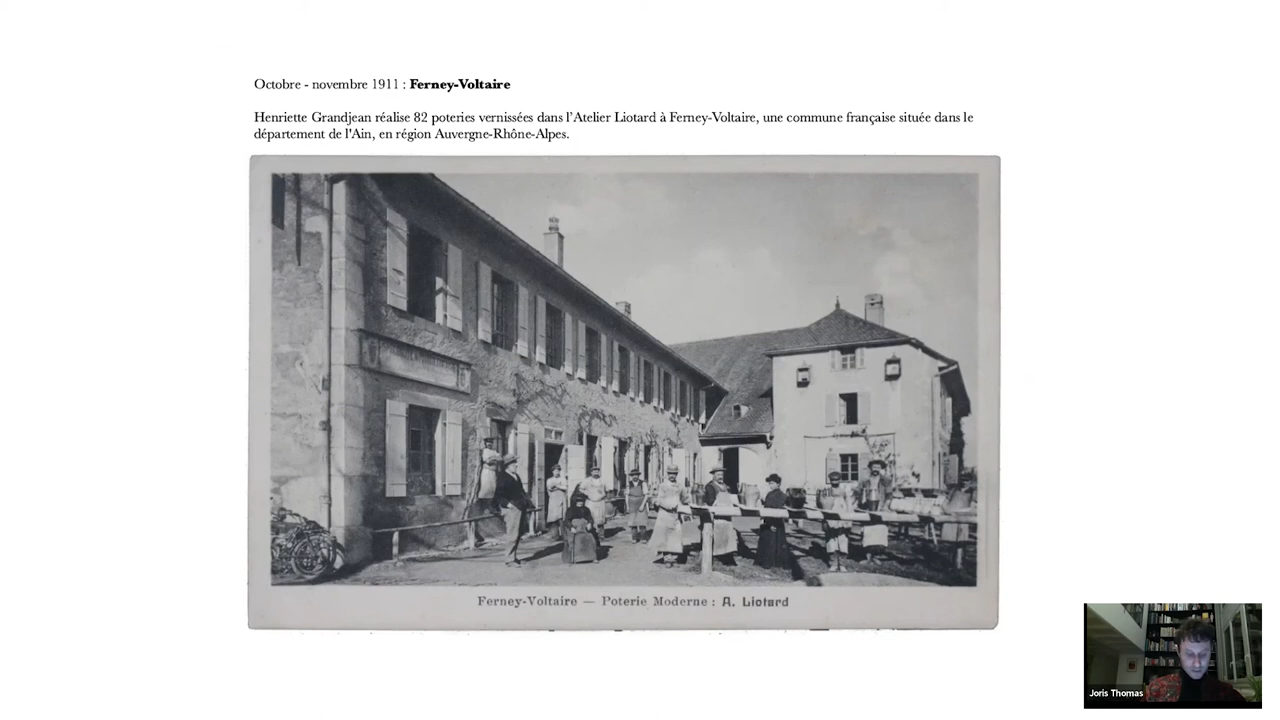 Octobre - novembre 1911 : Ferney-Voltaire
Henriette Grandjean réalise 82 poteries vernissées dans l'Atelier Liotard à Ferney-Voltaire, une commune française située dans le
département de l'Ain, en région Auvergne-Rhône-Alpes.
Ferney-Voltaire — Poterie Moderne : A. Liotard
Joris Thomas